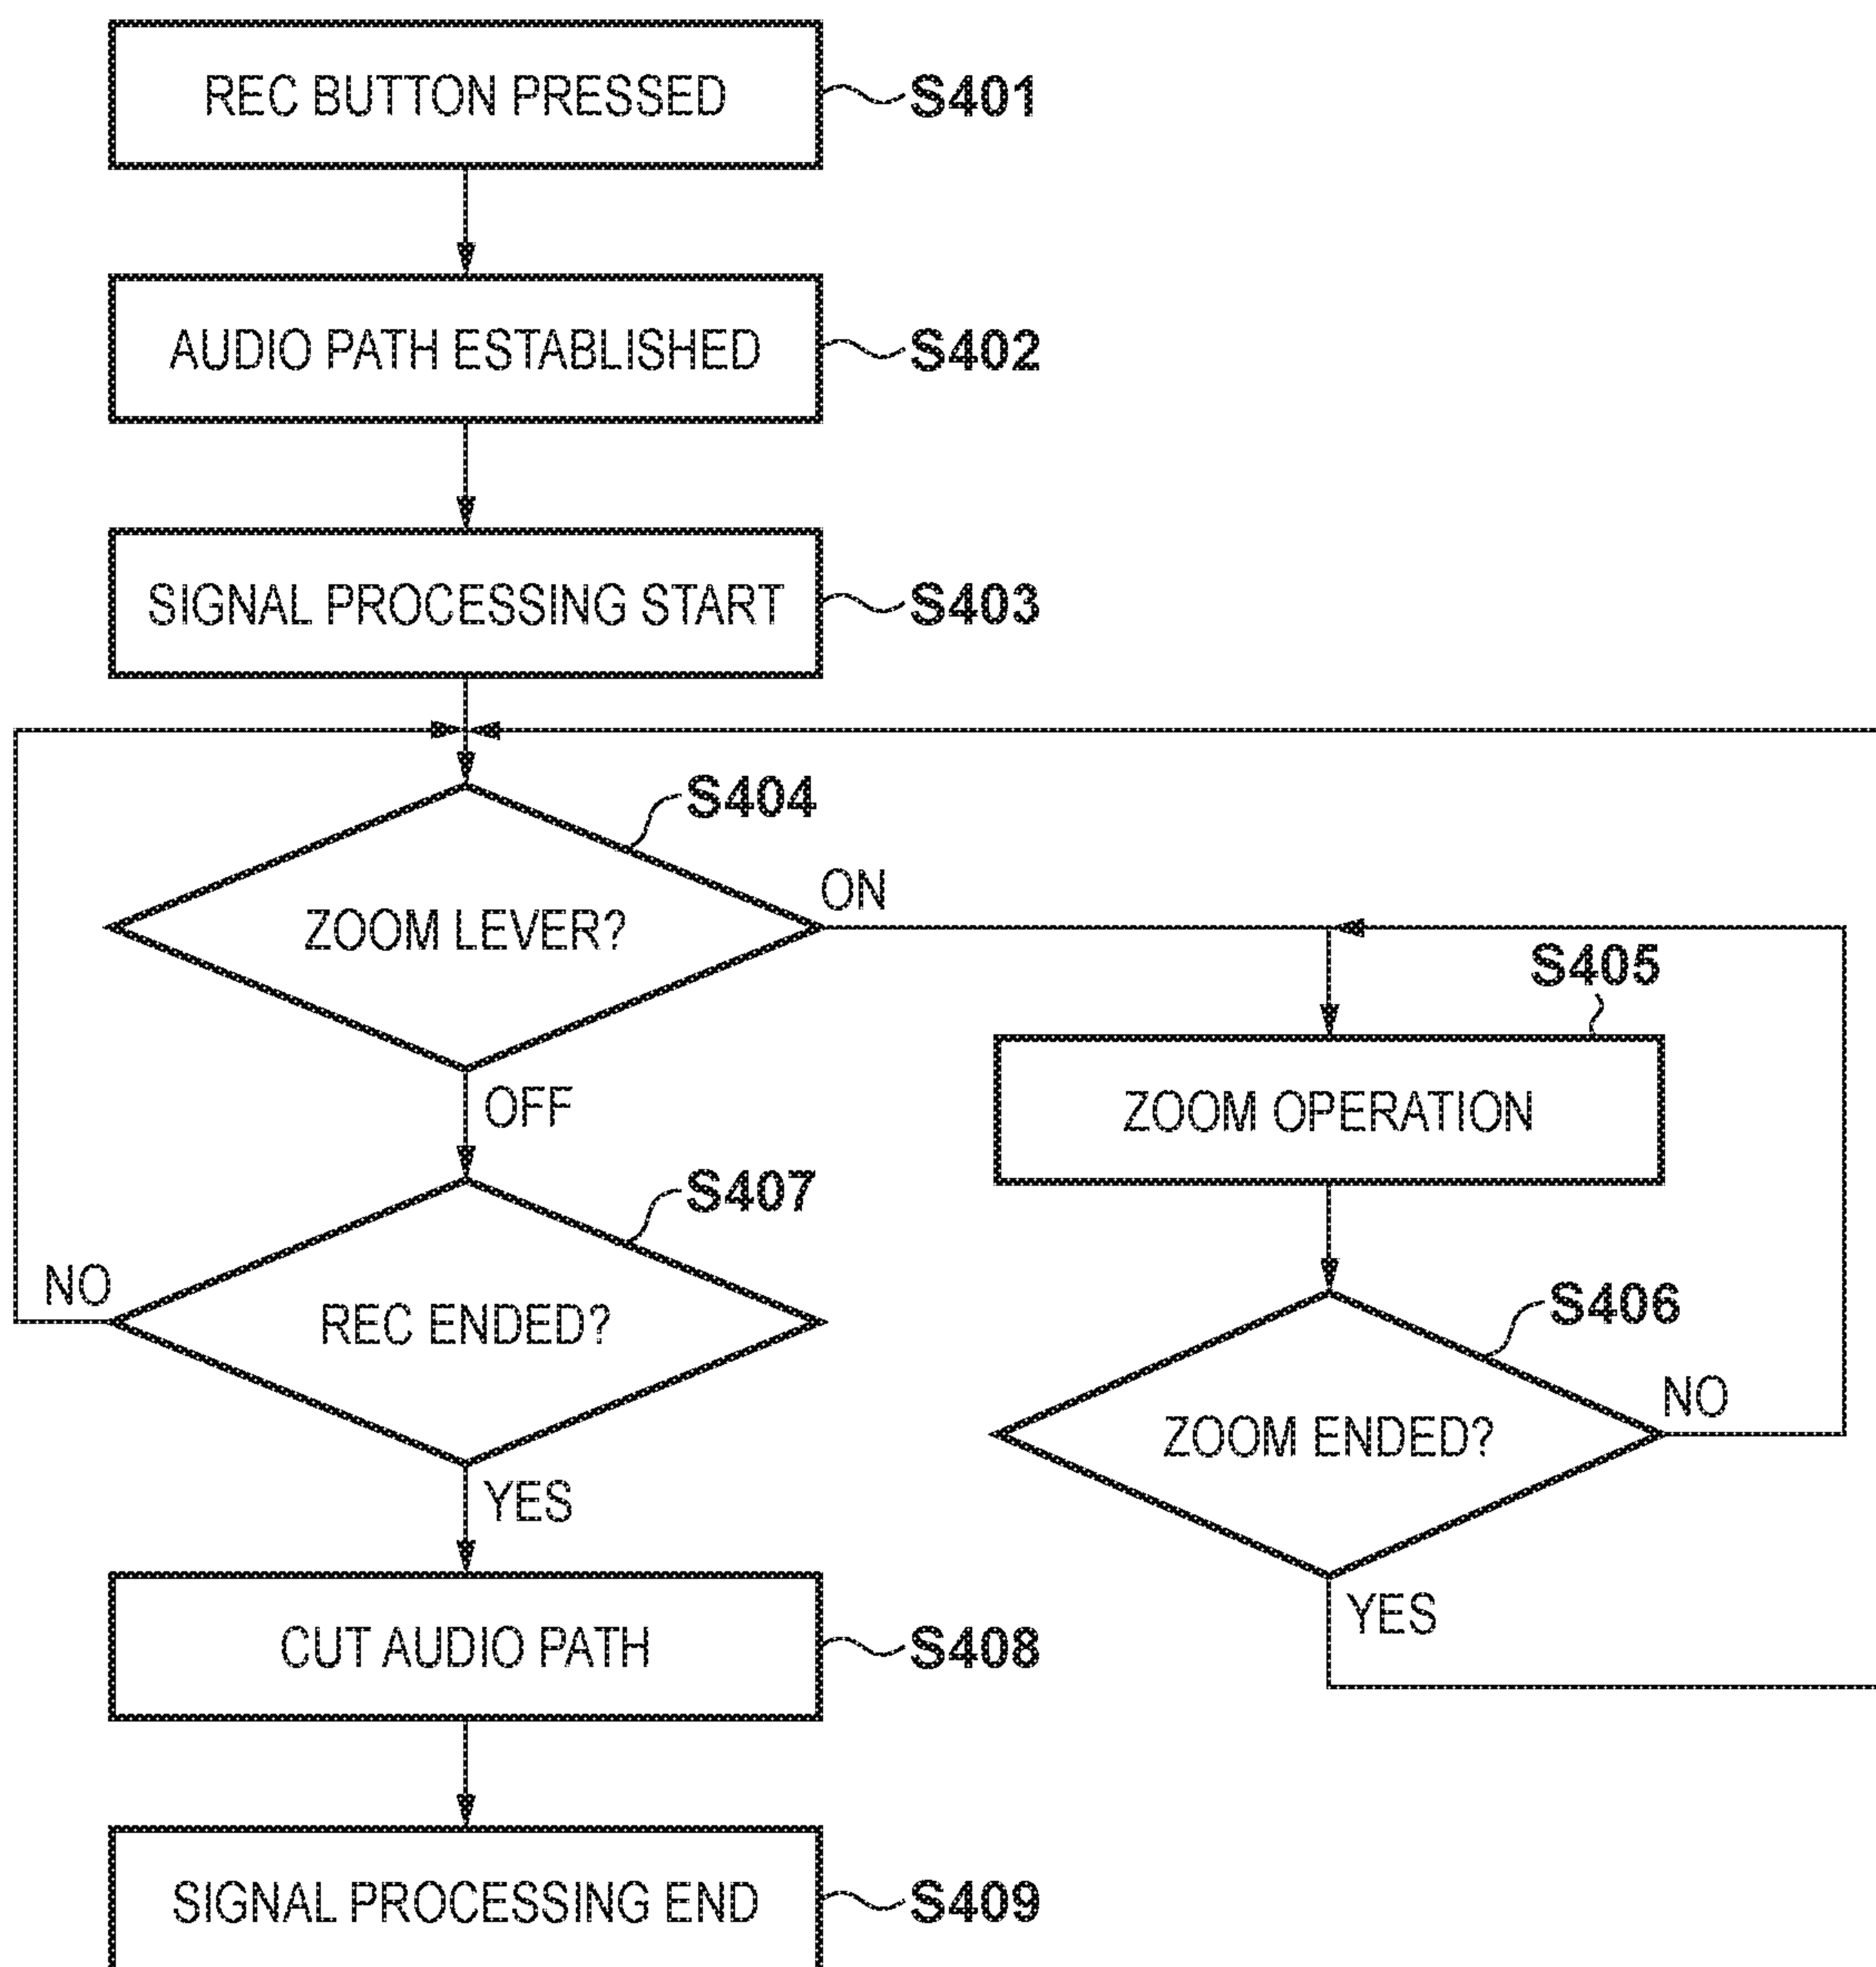 REC BUTTON PRESSED
S401
AUDIO PATH ESTABLISHED
S402
SIGNAL PROCESSING START
S403
S404
ZOOM LEVER?
ON
OFF
S405
ZOOM OPERATION
S406
ZOOM ENDED?
NO
YES
S407
REC ENDED?
NO
YES
CUT AUDIO PATH
S408
SIGNAL PROCESSING END
S409